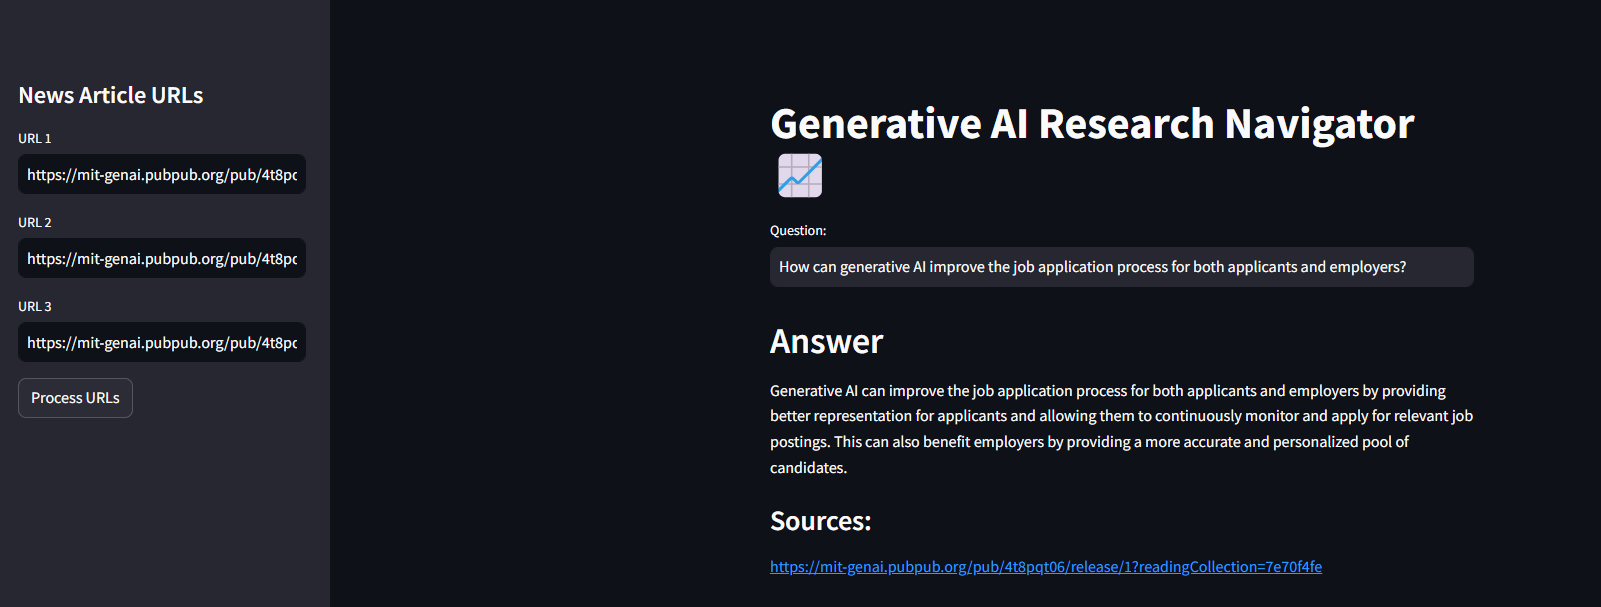 News Article URLs
URL 1
https://mit-genai.pubpub.org/pub/4t8pc
URL 2
https://mit-genai.pubpub.org/pub/4t8pc
URL 3
https://mit-genai.pubpub.org/pub/4t8pc
Process URLs
Generative AI Research Navigator
Question:
How can generative AI improve the job application process for both applicants and employers?
Answer
Generative AI can improve the job application process for both applicants and employers by providing
better representation for applicants and allowing them to continuously monitor and apply for relevant job
postings. This can also benefit employers by providing a more accurate and personalized pool of
candidates.
Sources:
https://mit-genai.pubpub.org/pub/4t8pqt06/release/1?readingCollection=7e70f4fe